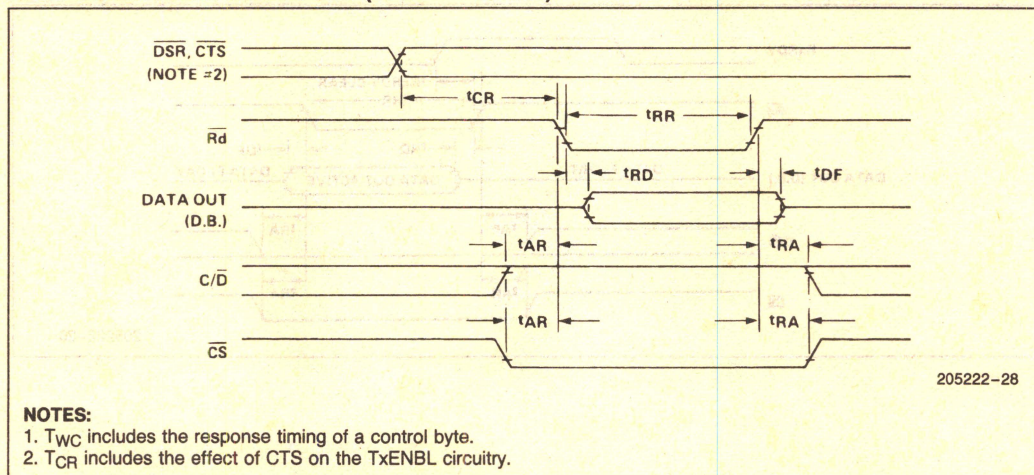 DSR, CTS
(NOTE =2)
tCR
tRR
Rd
tRD
tDF
DATA OUT
(D.B.)
tAR
tRA
C/D
tAR
tRA
CS
205222-28
NOTES:
1. TWC includes the response timing of a control byte.
2. TCR includes the effect of CTS on the TxENBL circuitry.